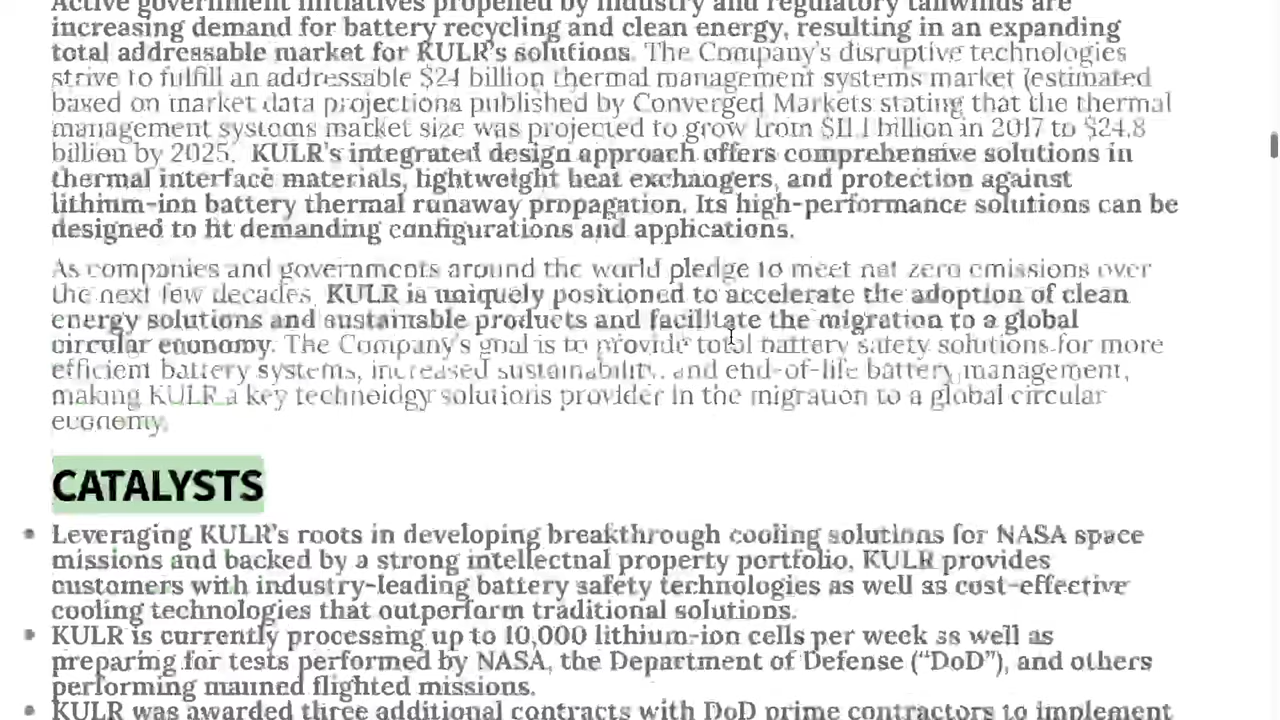 Active government initiatives propelled by industry and regulatory tailwinds are
increasing demand for battery recycling and clean energy, resulting in an expanding
total addressable market for KULR's solutions. The Company's disruptive technologies
strive to fulfill an addressable $24 billion thermal management systems market (estimated
based on market data projections published by Converged Markets stating that the thermal
management systems market size was projected to grow from $11.1 billion in 2017 to $24.8
billion by 2025. KULR's integrated design approach offers comprehensive solutions in
thermal interface materials, lightweight heat exchangers, and protection against
lithium-ion battery thermal runaway propagation. Its high-performance solutions can be
designed to fit demanding configurations and applications.
As companies and governments around the world pledge to meet net zero emissions over
the next few decades, KULR is uniquely positioned to accelerate the adoption of clean
energy solutions and sustainable products and facilitate the migration to a global
circular economy. The Company's goal is to provide total battery safety solutions for more
efficient battery systems, increased sustainability, and end-of-life battery management,
making KULR a key technology solutions provider in the migration to a global circular
economy.
CATALYSTS
• Leveraging KULR's roots in developing breakthrough cooling solutions for NASA space
missions and backed by a strong intellectual property portfolio, KULR provides
customers with industry-leading battery safety technologies as well as cost-effective
cooling technologies that outperform traditional solutions.
• KULR is currently processing up to 10,000 lithium-ion cells per week as well as
preparing for tests performed by NASA, the Department of Defense ("DoD"), and others
performing manned flighted missions.
• KULR was awarded three additional contracts with DoD prime contractors to implement